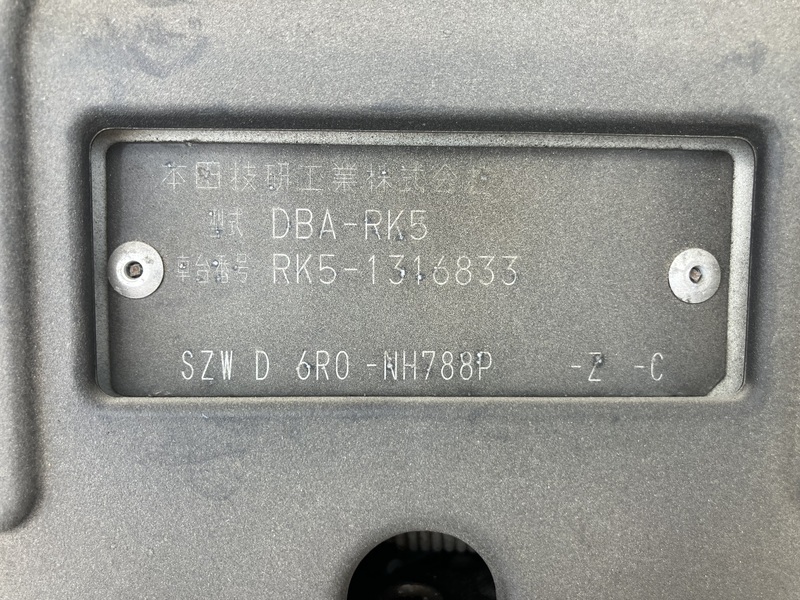 本田技研工業株式会社
型式 DBA-RK5
車台番号 RK5-1316833
SZW D 6R0 -NH788P -Z -C